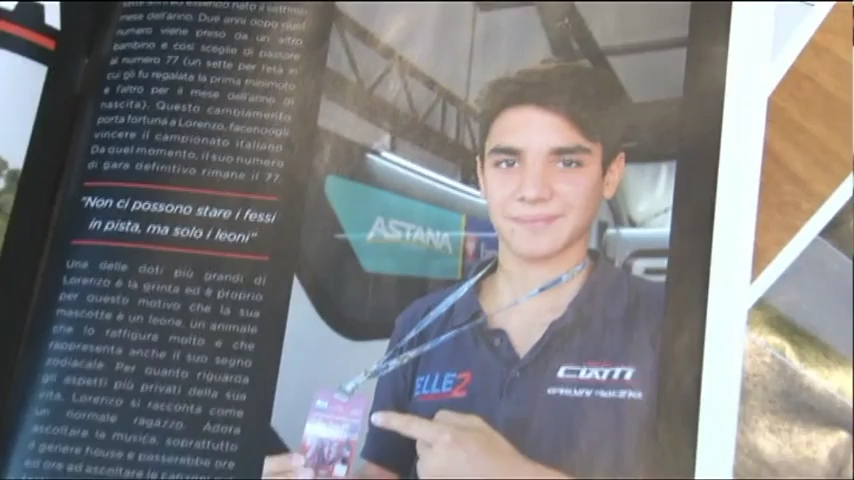 mese dell'anno. Due anni dopo quel
numero viene preso da un altro
bambino e così sceglie di passare
al numero 77 (un sette per l'età in
cui gli fu regalata la prima minimoto
e l'altro per il mese dell'anno di
nascita). Questo cambiamento
porta fortuna a Lorenzo, facendogli
vincere il campionato italiano.
Da quel momento, il suo numero
di gara definitivo rimane il 77.
"Non ci possono stare i fessi
in pista, ma solo i leoni"
Una delle doti più grandi di
Lorenzo è la grinta ed è proprio
per questo motivo che la sua
mascotte è un leone, un animale
che lo raffigura molto e che
rappresenta anche il suo segno
zodiacale. Per quanto riguarda
gli aspetti più privati della sua
vita, Lorenzo si racconta come
un normale ragazzo. Adora
ascoltare la musica, soprattutto
il genere house e passerebbe ore
ed ore ad ascoltare le canzoni
ASTANA
ELLE2
CIAM